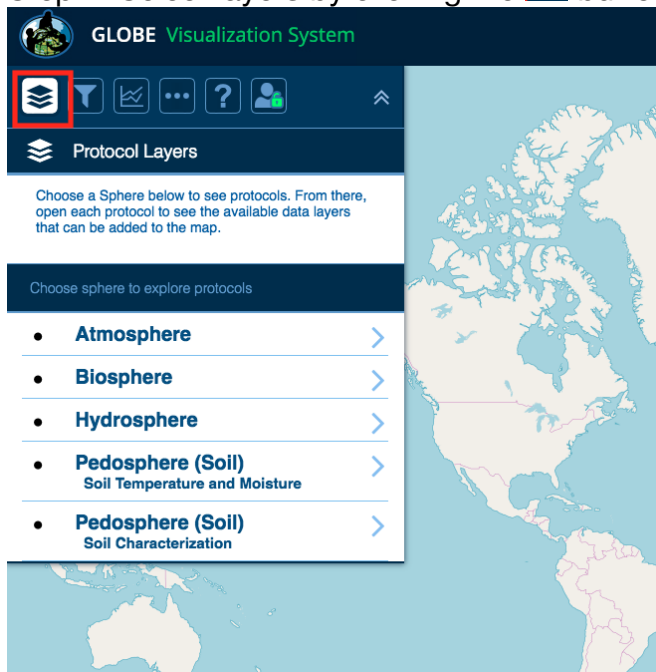 GLOBE Visualization System
?
Protocol Layers
Choose a Sphere below to see protocols. From there,
open each protocol to see the available data layers
that can be added to the map.
Choose sphere to explore protocols
• Atmosphere
• Biosphere
• Hydrosphere
• Pedosphere (Soil)
Soil Temperature and Moisture
• Pedosphere (Soil)
Soil Characterization